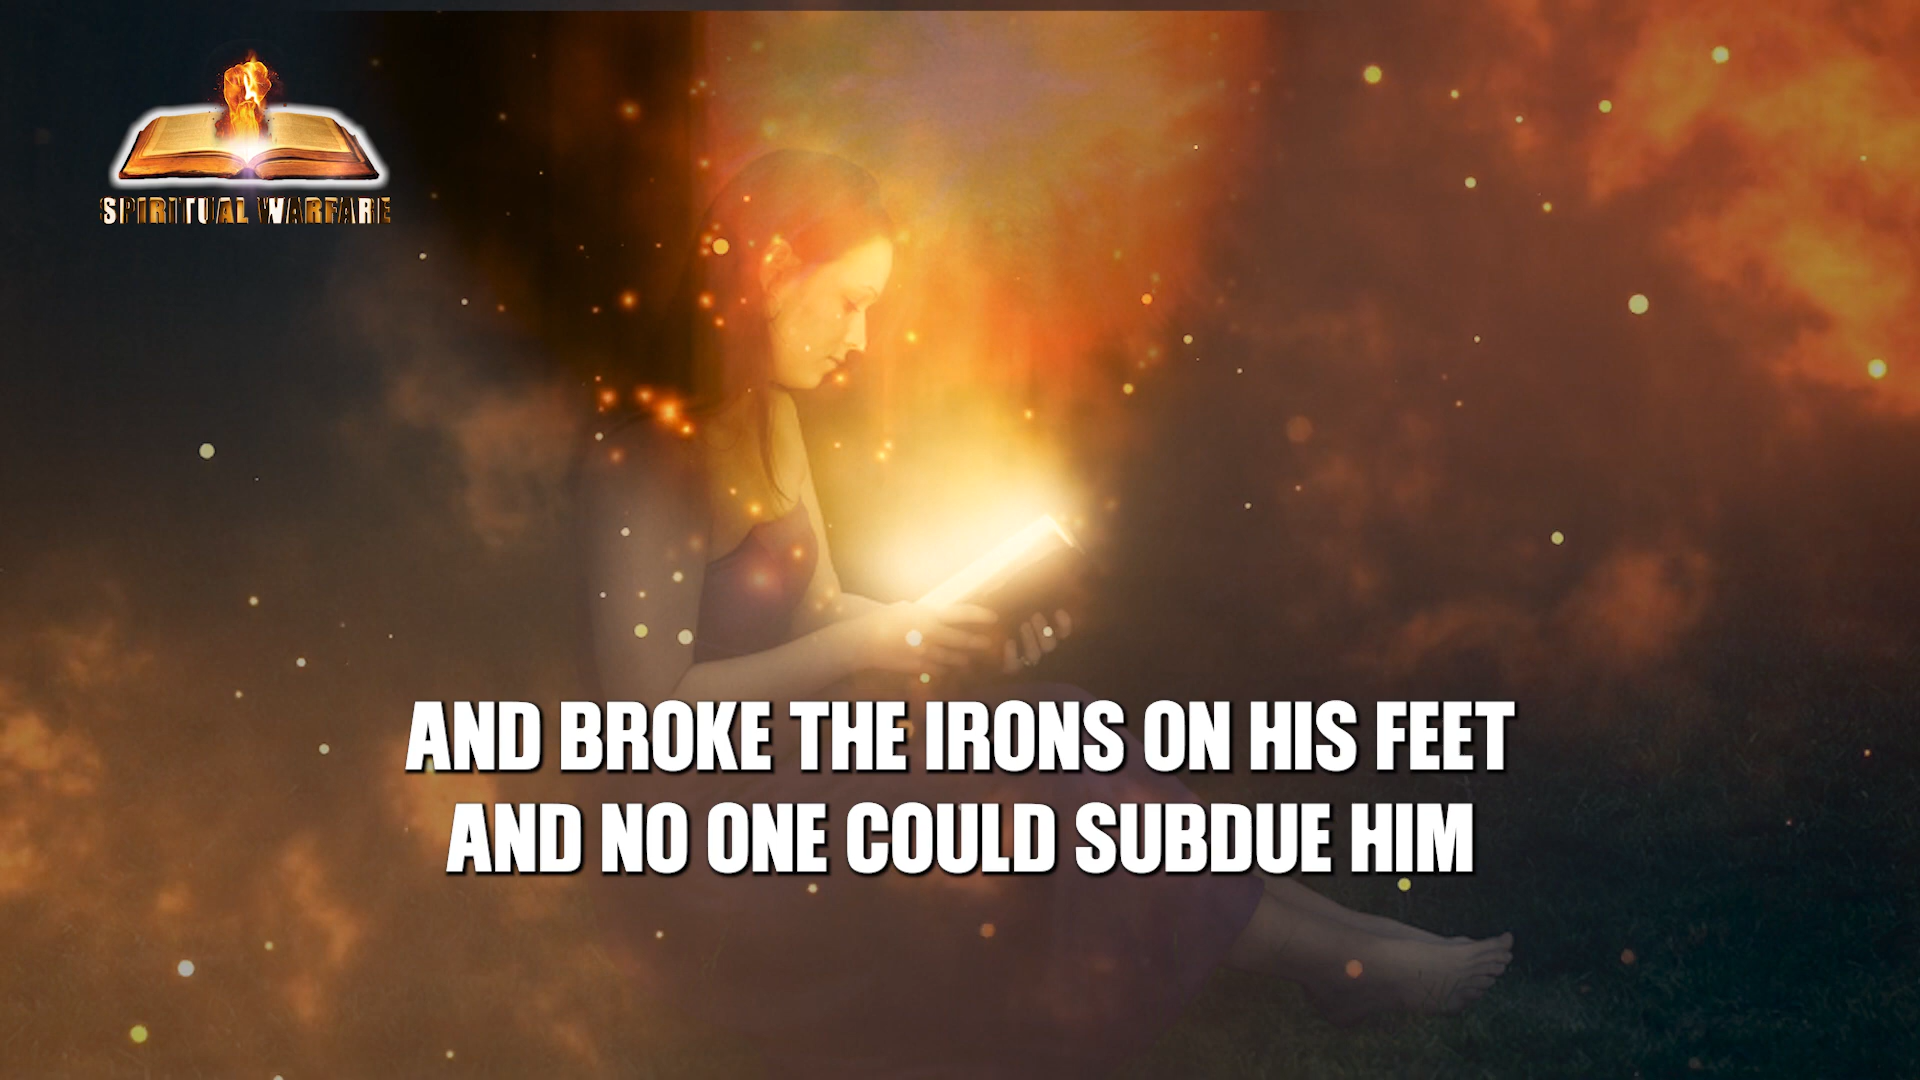 SPIRITUAL WARFARE
AND BROKE THE IRONS ON HIS FEET
AND NO ONE COULD SUBDUE HIM